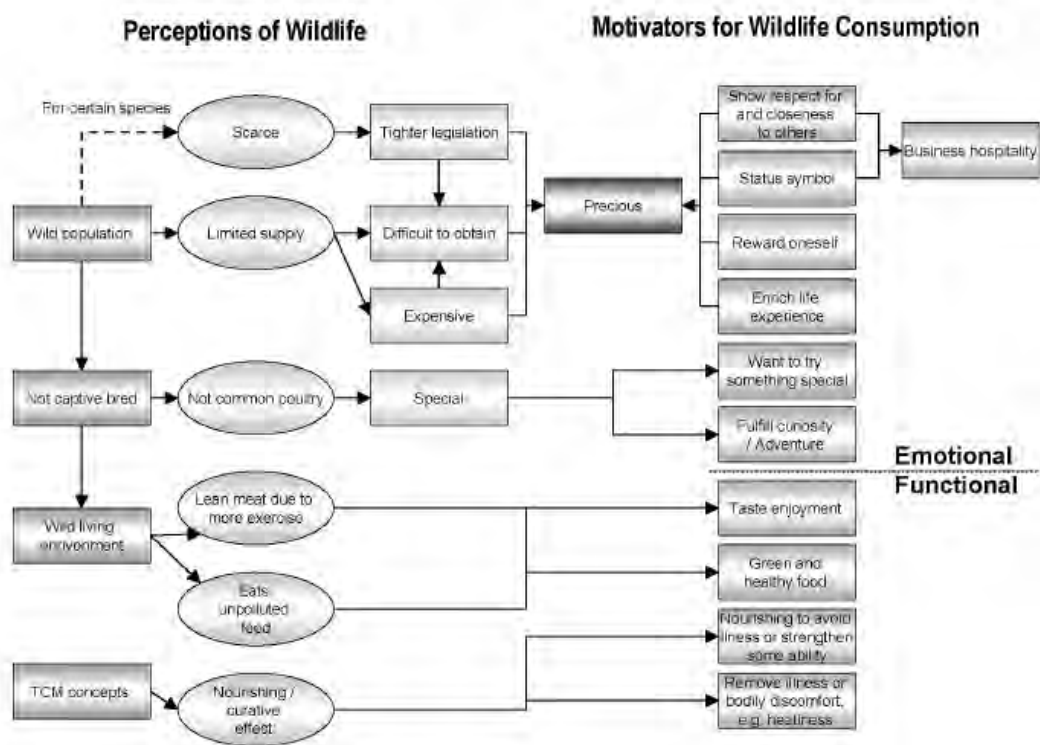 Perceptions of Wildlife
Motivators for Wildlife Consumption
For certain species
Scarce
Tighter legislation
Show respect for
and closeness
to others
Business hospitality
Status symbol
Precious
Wild population
Limited supply
Difficult to obtain
Reward oneself
Expensive
Enrich life
experience
Not captive bred
Not common poultry
Special
Want to try
something special
Fulfill curiosity
/ Adventure
Emotional
Functional
Wild living
enrivonment
Lean meat due to
more exercise
Taste enjoyment
Eats
unpolluted
feed
Green and
healthy food
Nourishing to avoid
illness or strengthen
some ability
TCM concepts
Nourishing /
curative
effect
Remove illness or
bodily discomfort,
e.g. heatiness